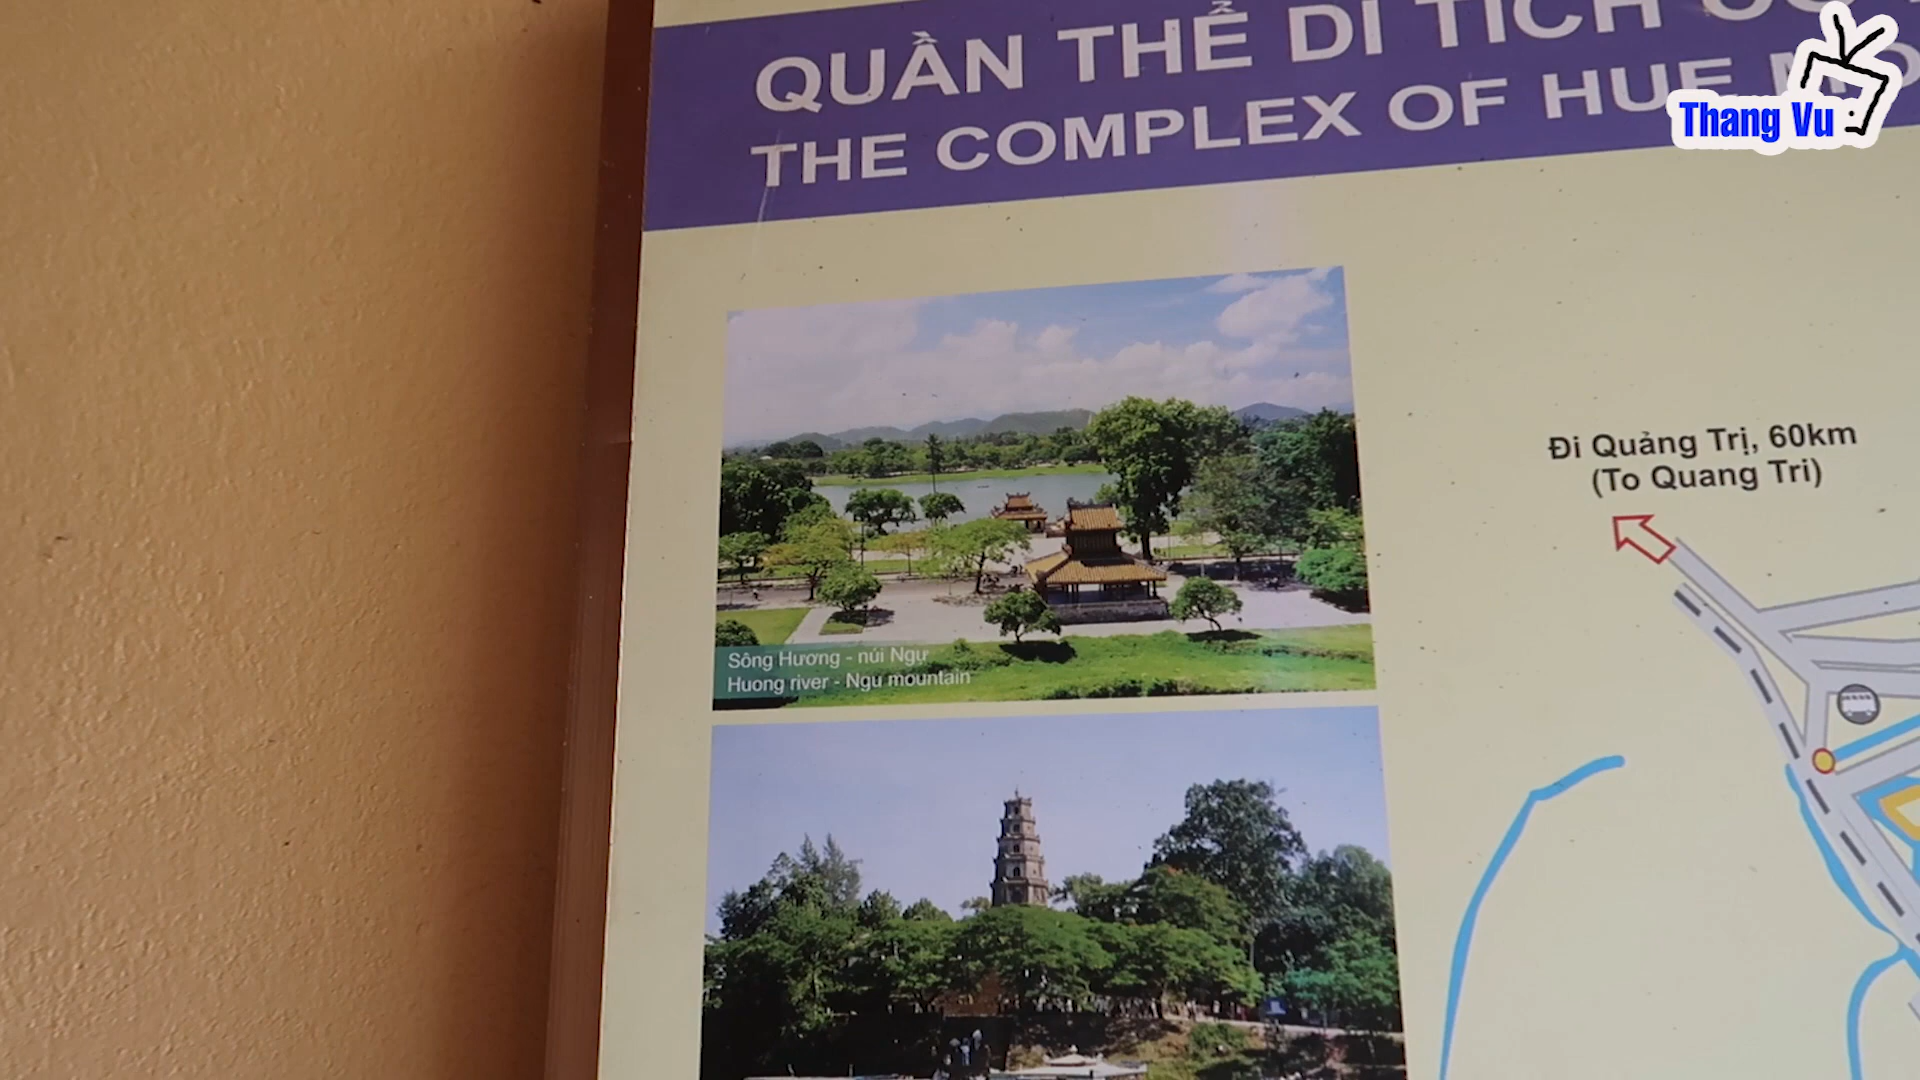 QUẦN THỂ DI TÍCH
THE COMPLEX OF HUE
Thang Vu
Đi Quảng Trị, 60km
(To Quang Tri)
Sông Hương - núi Ngự
Huong river - Ngu mountain